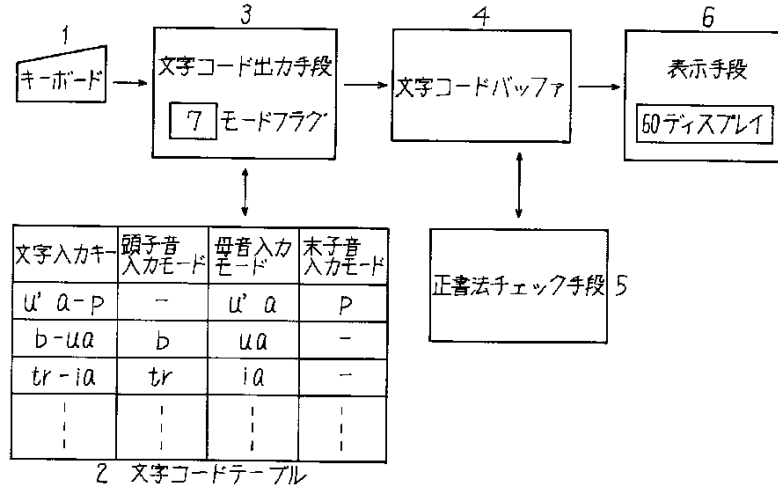 1
キーボード
3
文字コード出力手段
7 モードフラグ
4
文字コードバッファ
6
表示手段
60ディスプレイ
文字入力キー 頭子音入力モード 母音入力モード 末子音入力モード
u' a-p - u' a p
b-ua b ua -
tr-ia tr ia -
正書法チェック手段 5
2 文字コードテーブル